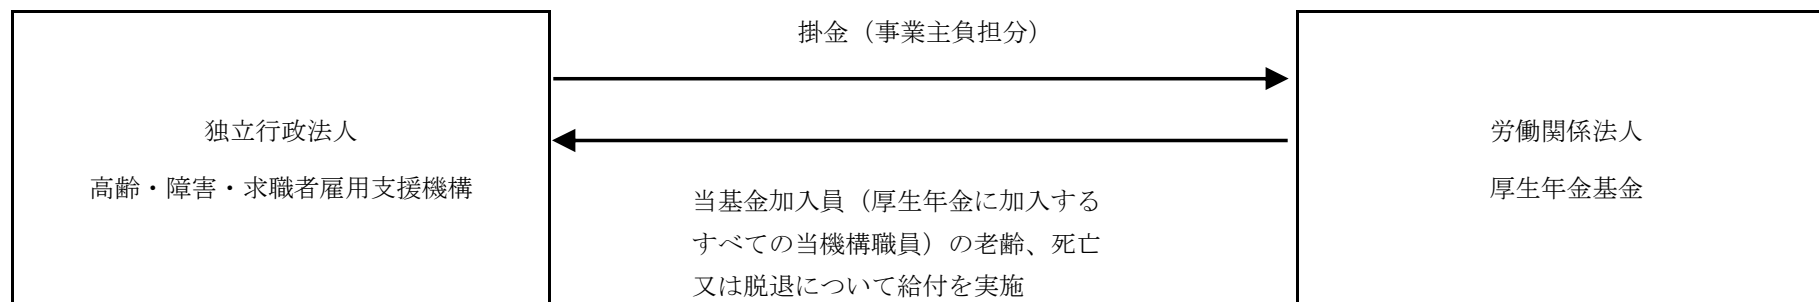 掛金（事業主負担分）
独立行政法人
高齢・障害・求職者雇用支援機構
当基金加入員（厚生年金に加入する
すべての当機構職員）の老齢、死亡
又は脱退について給付を実施
労働関係法人
厚生年金基金